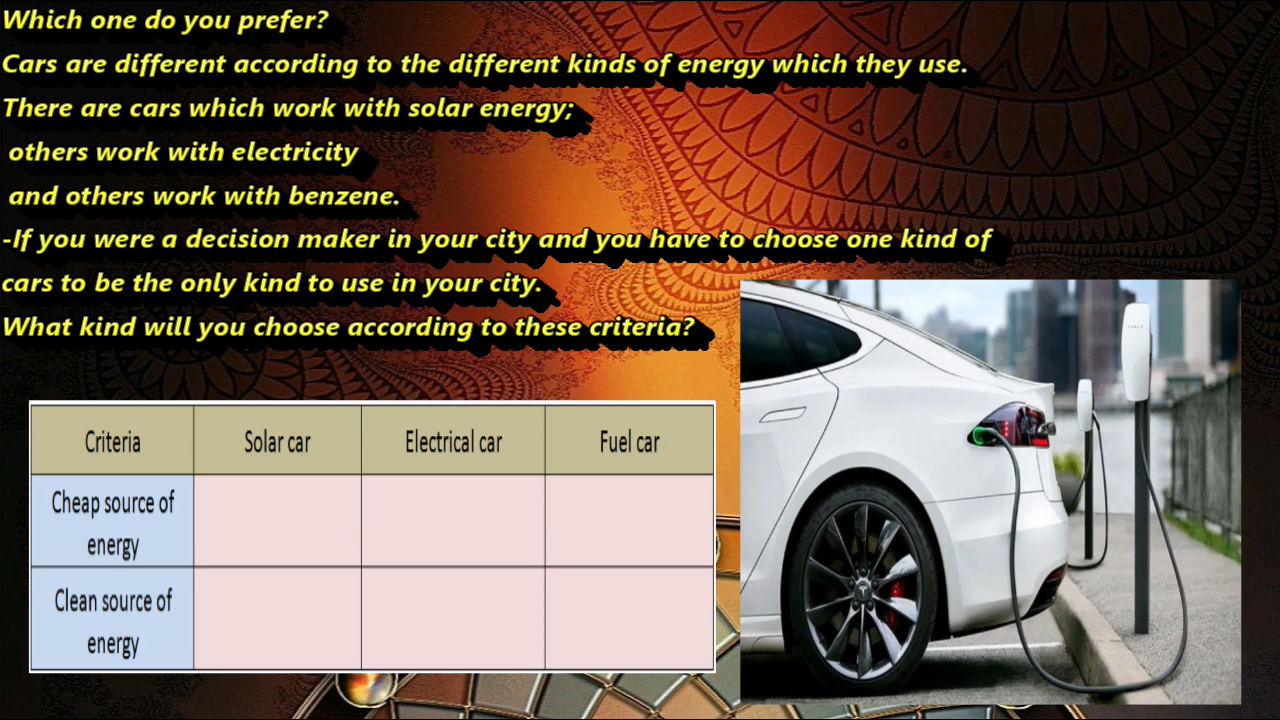 Which one do you prefer?
Cars are different according to the different kinds of energy which they use.
There are cars which work with solar energy;
others work with electricity
and others work with benzene.
-If you were a decision maker in your city and you have to choose one kind of
cars to be the only kind to use in your city.
What kind will you choose according to these criteria?
Criteria Solar car Electrical car Fuel car
Cheap source of
energy
Clean source of
energy